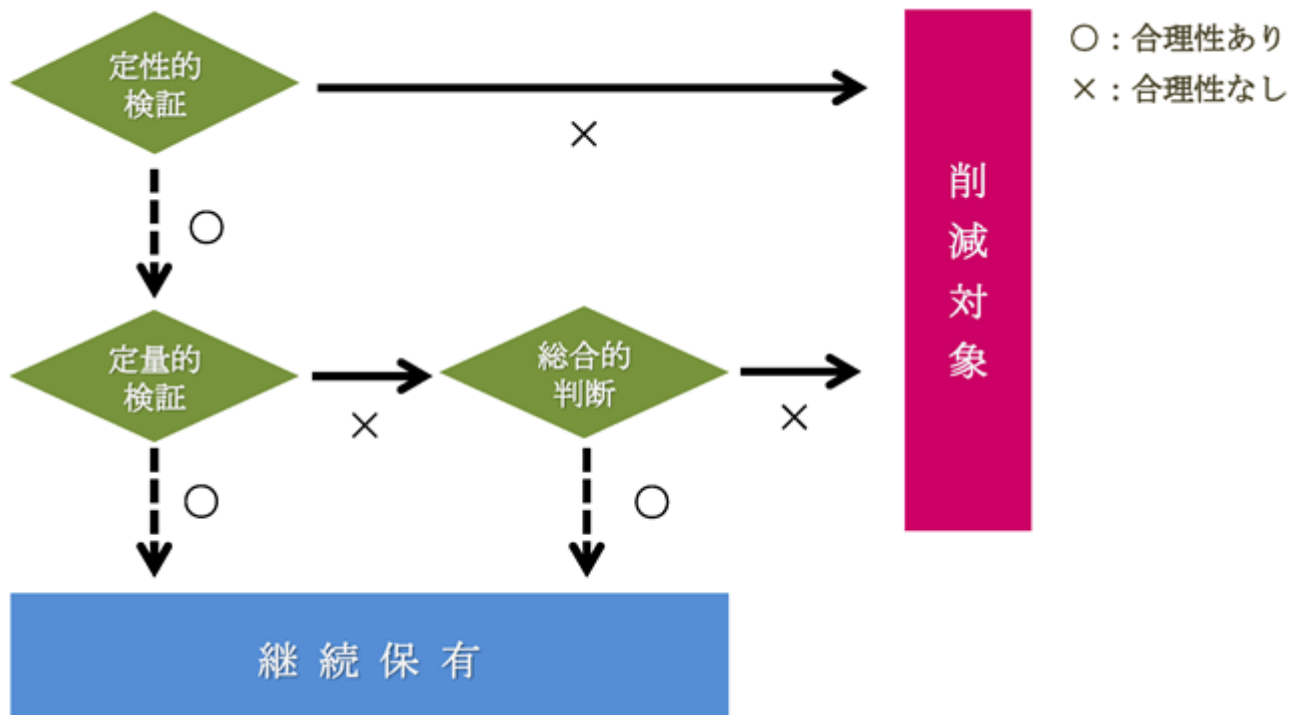 定性的
検証
○：合理性あり
×：合理性なし
×
削減対象
○
定量的
検証
×
総合的
判断
×
○
○
継続保有